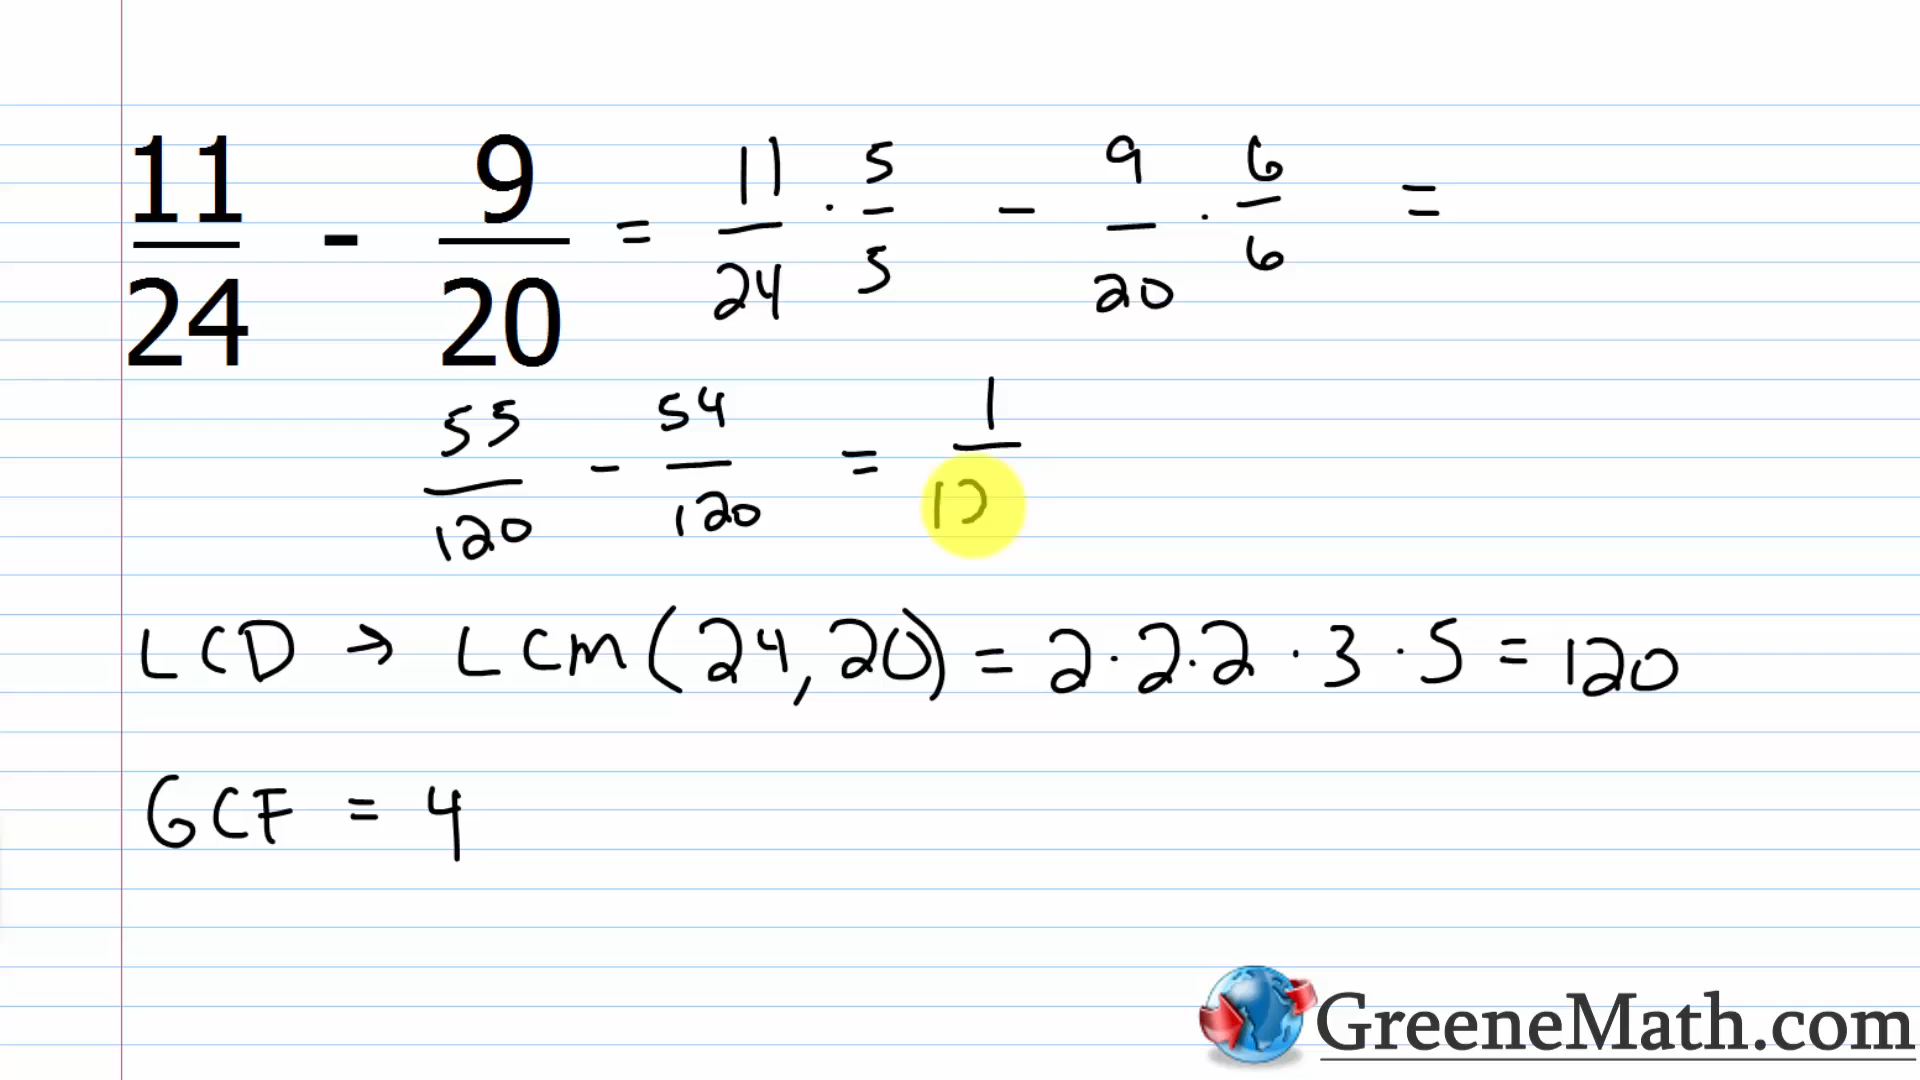 11/24 - 9/20 = 11/24 · 5/5 - 9/20 · 6/6 =
55/120 - 54/120 = 1/1
LCD → LCM(24,20) = 2·2·2·3·5 = 120
GCF = 4
GreeneMath.com